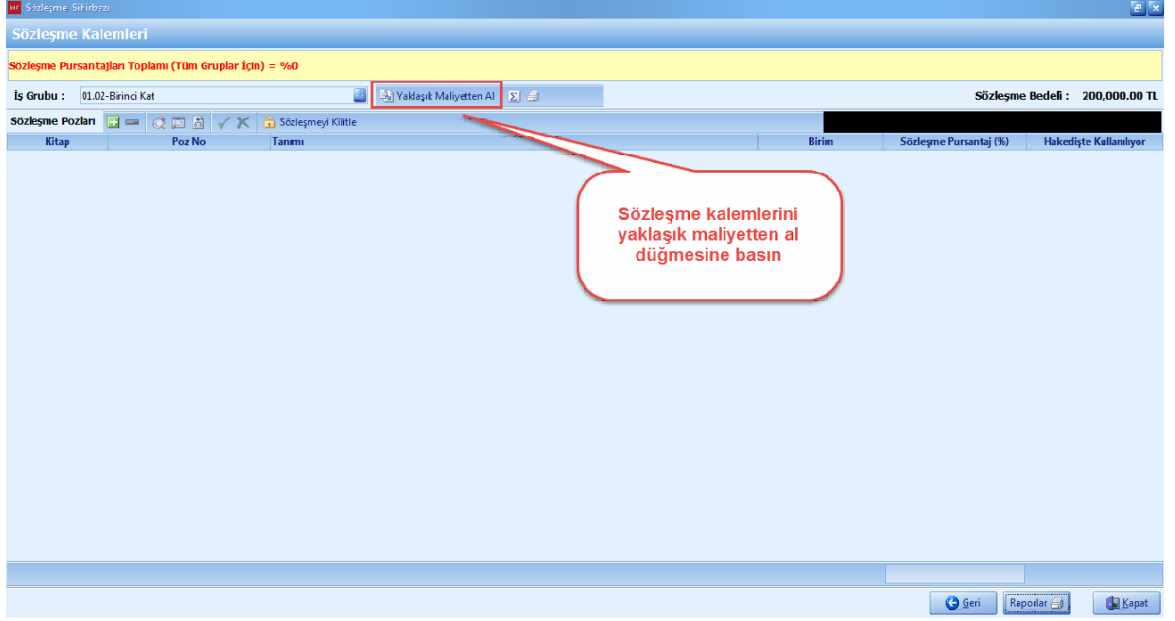 Sözleşme Sihirbazı
Sözleşme Kalemleri
Sözleşme Pursantajları Toplamı (Tüm Gruplar İçin) = %0
İş Grubu : 01.02-Birinci Kat Yaklaşık Maliyetten Al Σ Sözleşme Bedeli : 200,000.00 TL
Sözleşme Pozları Sözleşmeyi Kilitle
Kitap Poz No Tanımı Birim Sözleşme Pursantaj (%) Hakedişte Kullanılıyor
Sözleşme kalemlerini
yaklaşık maliyetten al
düğmesine basın
Geri Raporlar Kapat